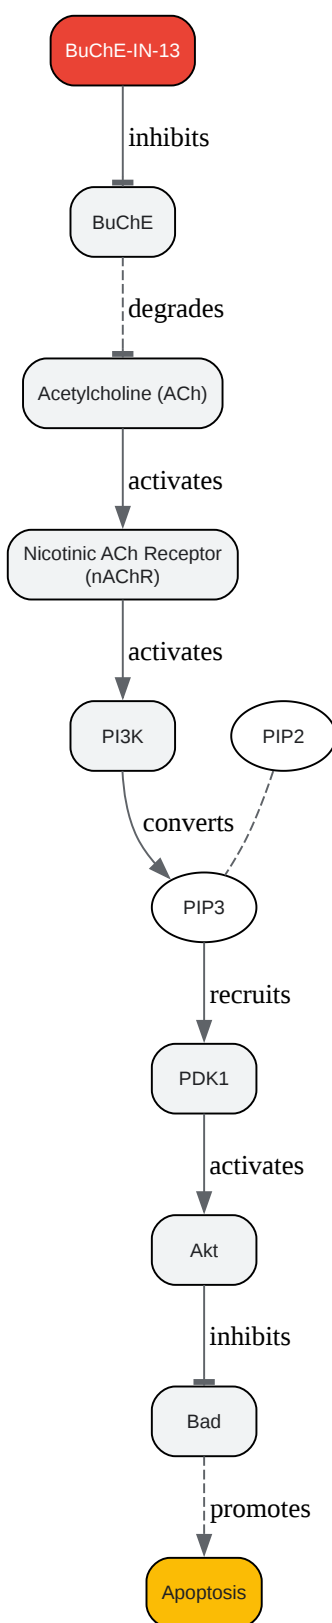 BuChE-IN-13
inhibits
BuChE
degrades
Acetylcholine (ACh)
activates
Nicotinic ACh Receptor
(nAChR)
activates
PI3K
PIP2
converts
PIP3
recruits
PDK1
activates
Akt
inhibits
Bad
promotes
Apoptosis